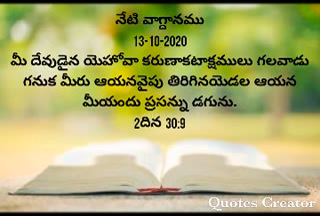 నేటి వాగ్దానము
13-10-2020
మీ దేవుడైన యెహోవా కరుణాకటాక్షములు గలవాడు
గనుక మీరు ఆయనవైపు తిరిగినయెడల ఆయన
మీయందు ప్రసన్ను డగును.
2దిన 30:9
Quotes Creator